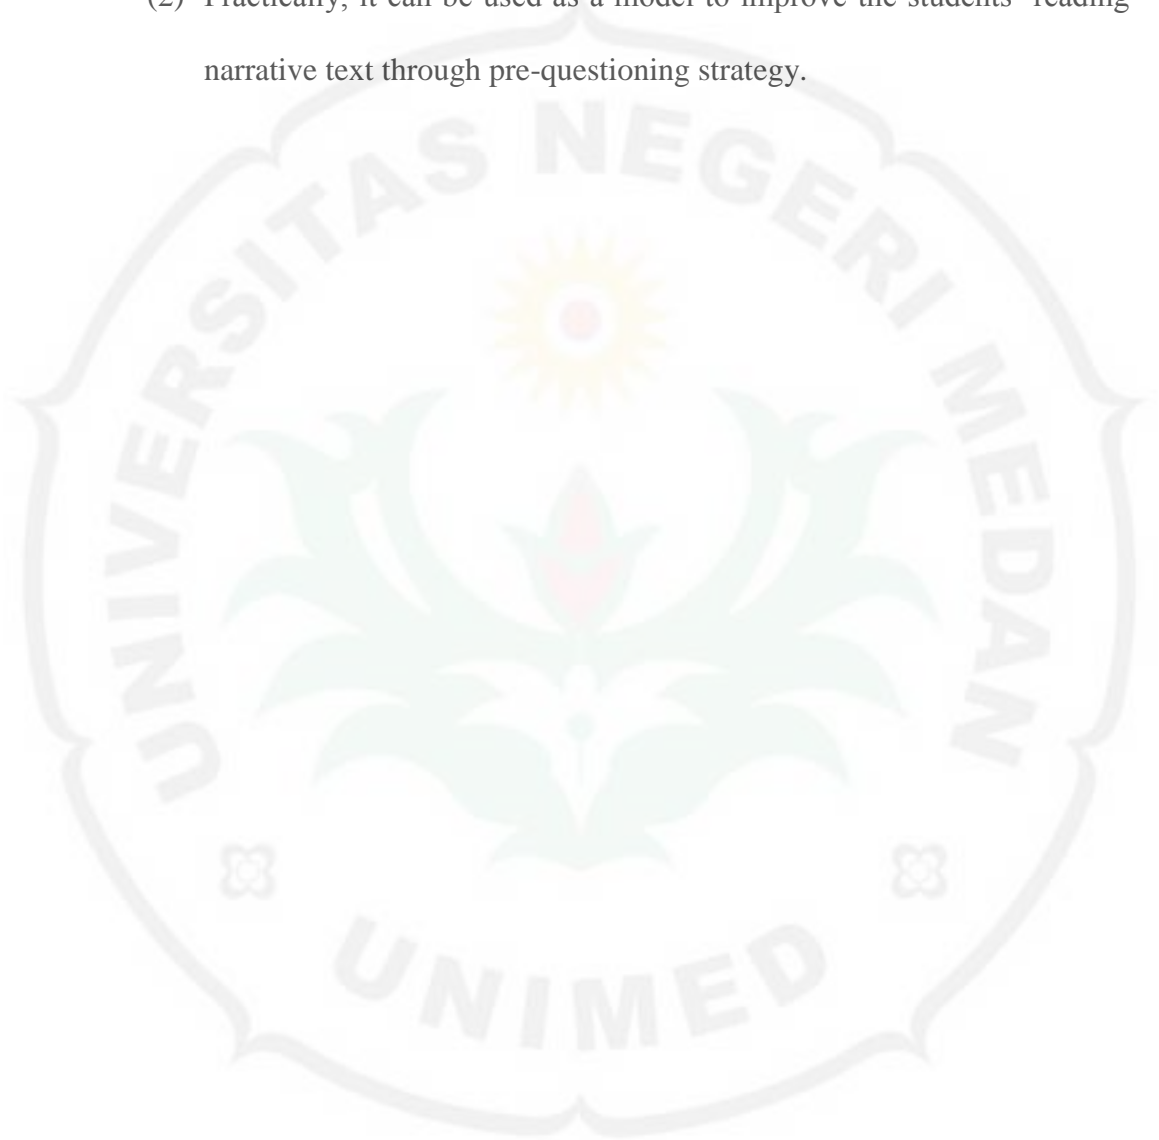 (2) Practically, it can be used as a model to improve the students' reading
narrative text through pre-questioning strategy.
UNIVERSITAS NEGERI MEDAN
UNIMED